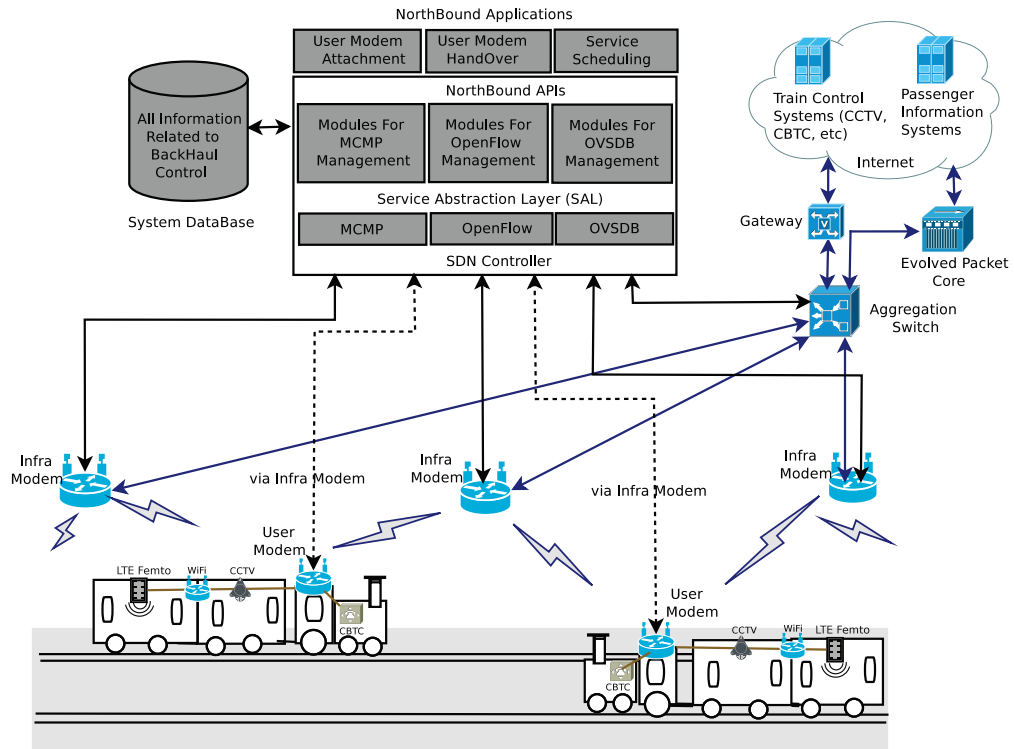 NorthBound Applications
User Modem
Attachment
User Modem
HandOver
Service
Scheduling
NorthBound APIs
Modules For
MCMP
Management
Modules For
OpenFlow
Management
Modules For
OVSDB
Management
Service Abstraction Layer (SAL)
MCMP
OpenFlow
OVSDB
SDN Controller
All Information
Related to
BackHaul
Control
System DataBase
Train Control
Systems (CCTV,
CBTC, etc)
Passenger
Information
Systems
Internet
Gateway
V
Evolved Packet
Core
Aggregation
Switch
Infra
Modem
via Infra Modem
Infra
Modem
via Infra Modem
Infra
Modem
User
Modem
LTE Femto
WiFi
CCTV
CBTC
User
Modem
CBTC
CCTV
WiFi
LTE Femto